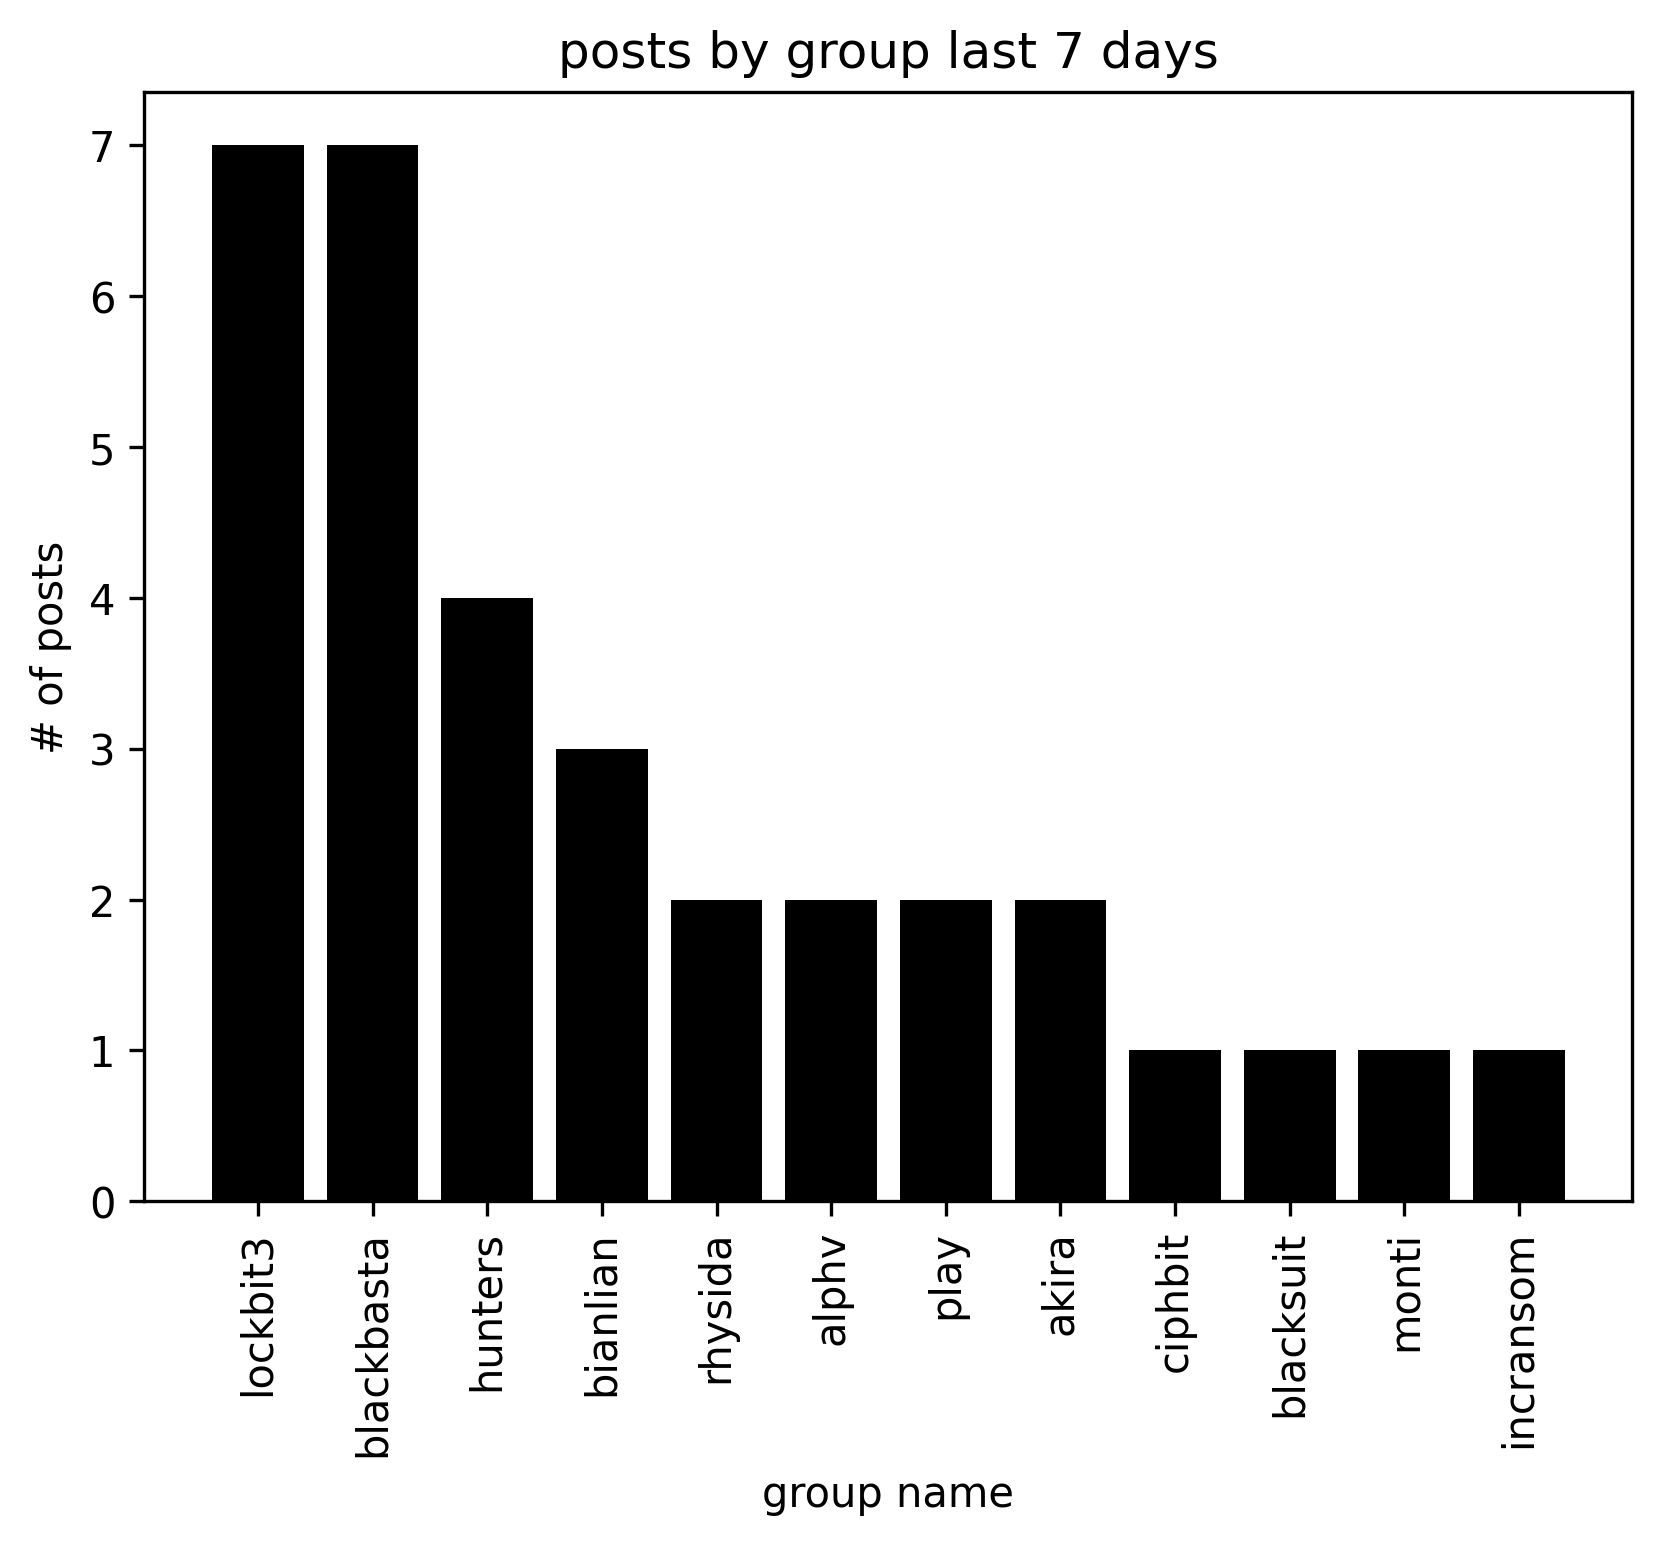 posts by group last 7 days
# of posts
7
6
5
4
3
2
1
0
lockbit3
blackbasta
hunters
bianlian
rhysida
alphv
play
akira
ciphbit
blacksuit
monti
incransom
group name